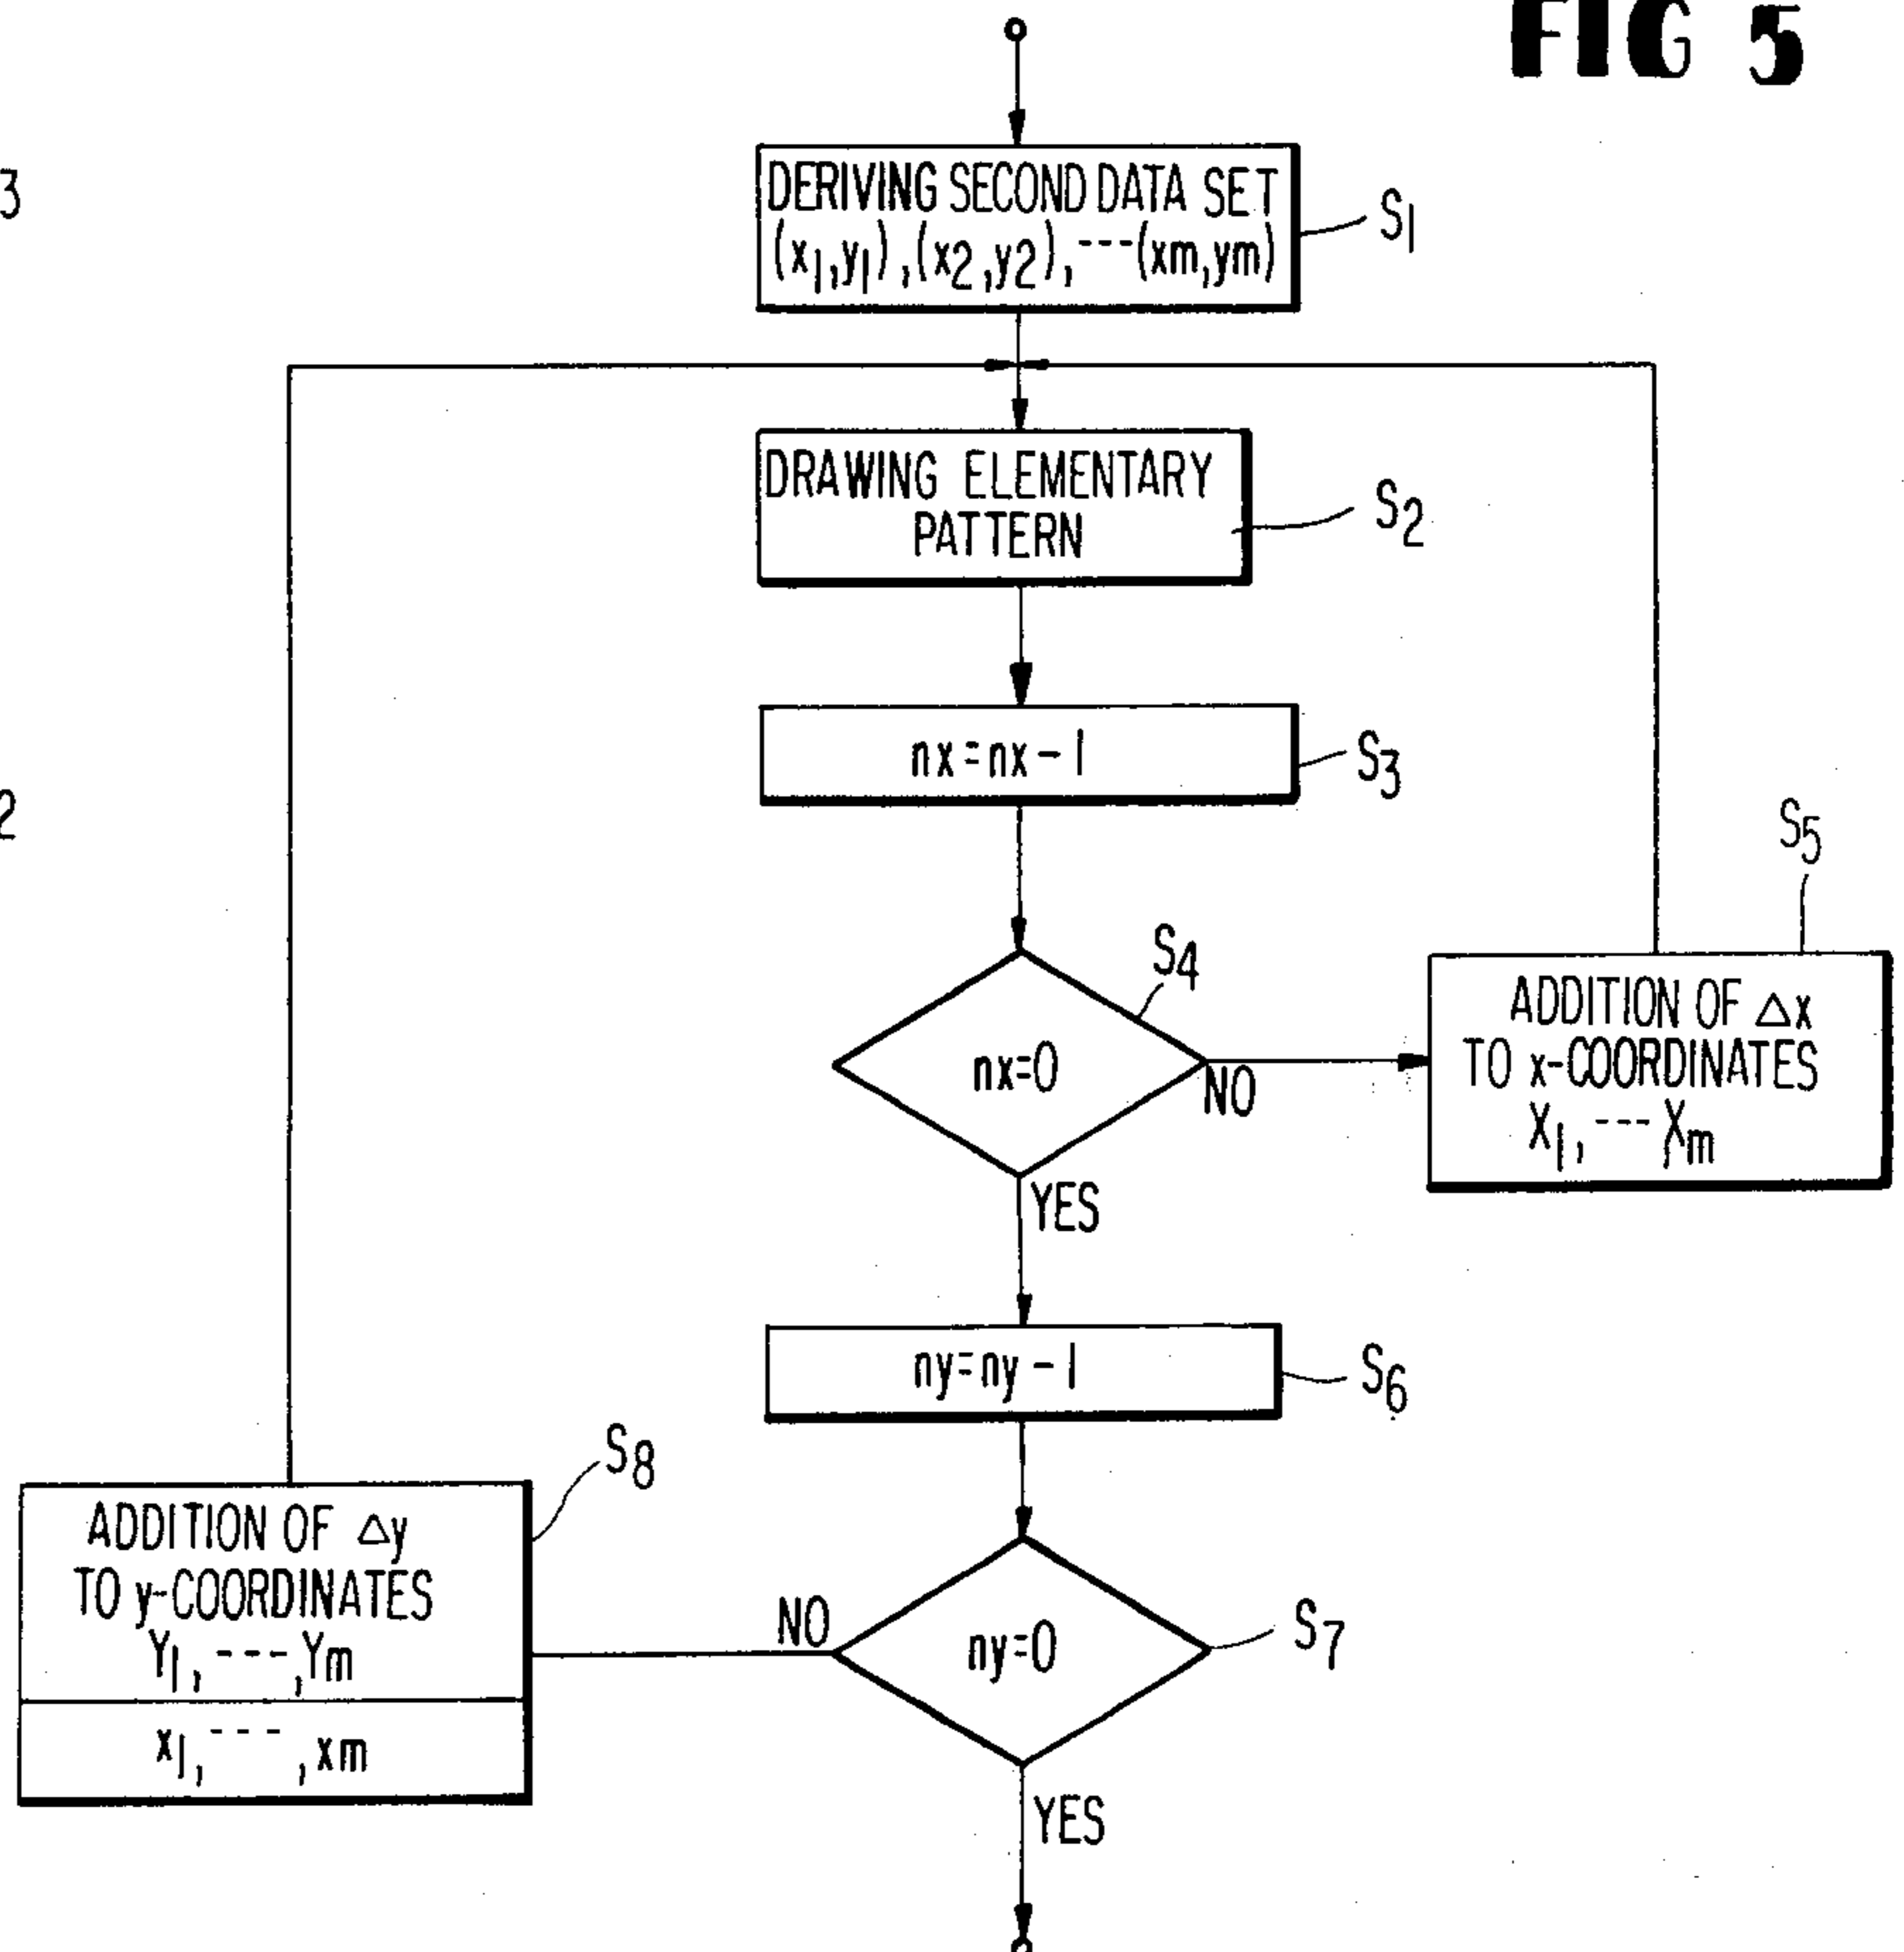 FIG 5
3
DERIVING SECOND DATA SET
(x1,y1),(x2,y2),---(xm,ym)
S1
DRAWING ELEMENTARY
PATTERN
S2
nx=nx-1
S3
2
S5
S4
nx=0
NO
ADDITION OF Δx
TO x-COORDINATES
X1,---Xm
YES
ny=ny-1
S6
S8
ADDITION OF Δy
TO y-COORDINATES
Y1,---,Ym
x1,---,xm
NO
ny=0
S7
YES